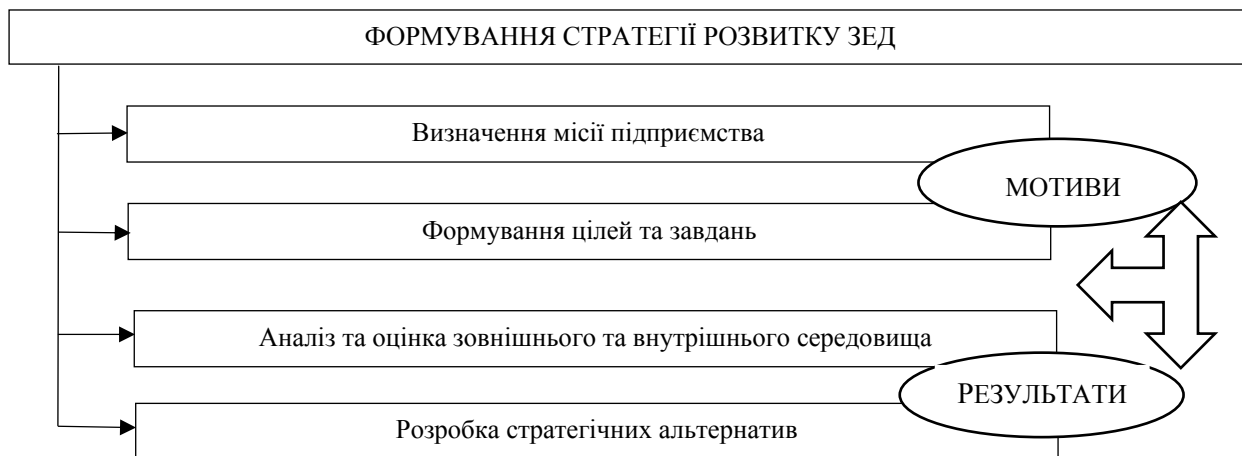 ФОРМУВАННЯ СТРАТЕГІЇ РОЗВИТКУ ЗЕД
Визначення місії підприємства
МОТИВИ
Формування цілей та завдань
Аналіз та оцінка зовнішнього та внутрішнього середовища
РЕЗУЛЬТАТИ
Розробка стратегічних альтернатив